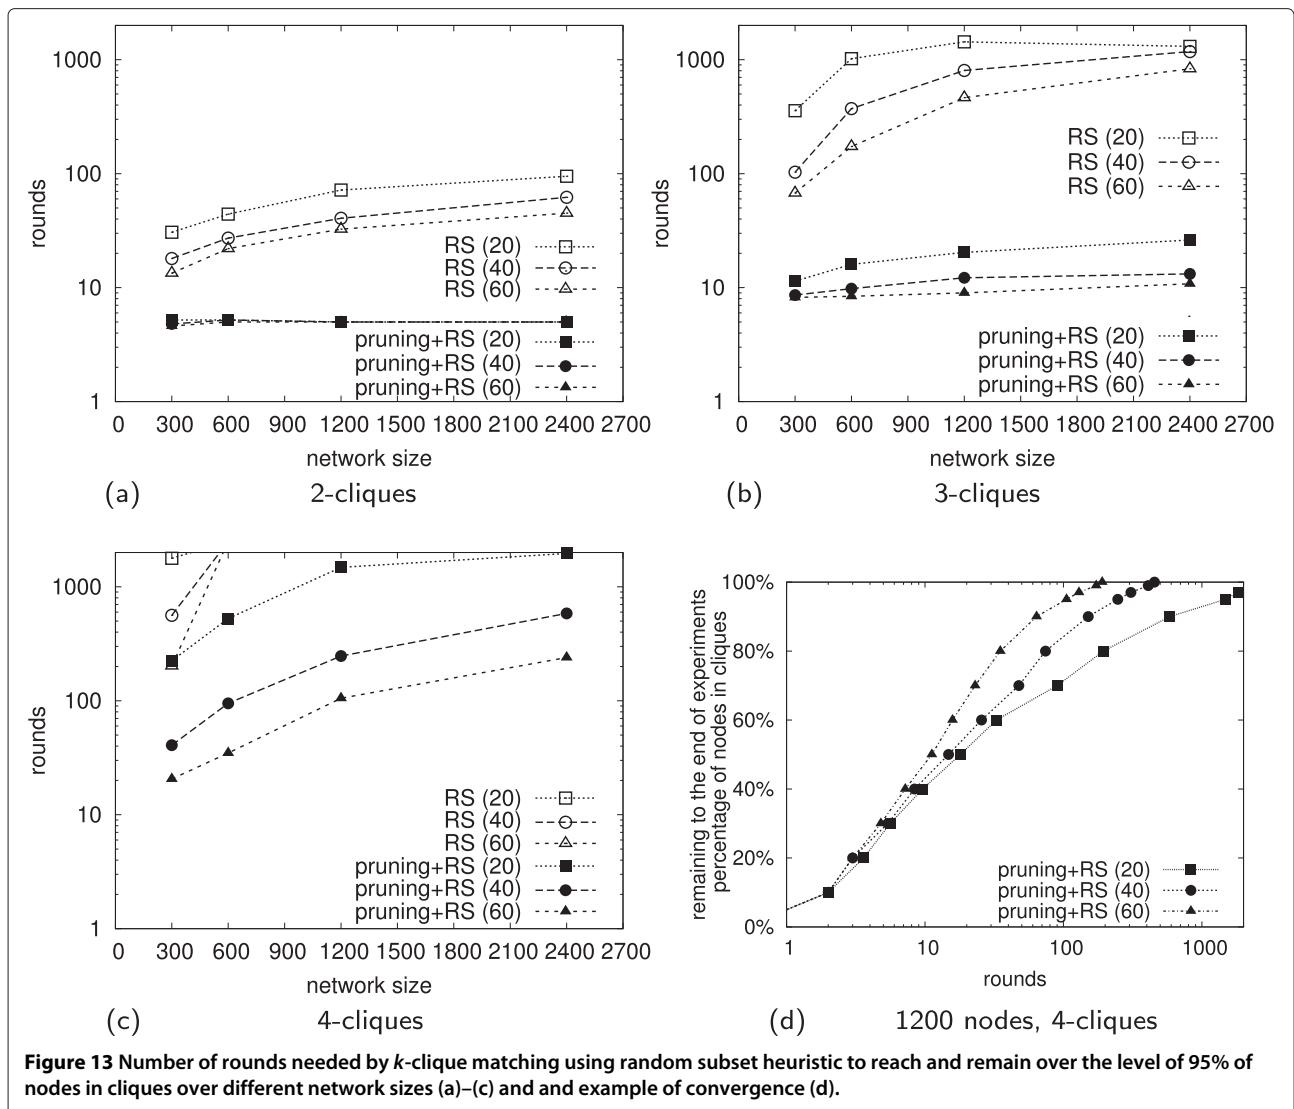 1000
100
10
1
rounds
0 300 600 900 1200 1500 1800 2100 2400 2700
network size
RS (20)
RS (40)
RS (60)
pruning+RS (20)
pruning+RS (40)
pruning+RS (60)
(a) 2-cliques
1000
100
10
1
rounds
0 300 600 900 1200 1500 1800 2100 2400 2700
network size
RS (20)
RS (40)
RS (60)
pruning+RS (20)
pruning+RS (40)
pruning+RS (60)
(b) 3-cliques
1000
100
10
1
rounds
0 300 600 900 1200 1500 1800 2100 2400 2700
network size
RS (20)
RS (40)
RS (60)
pruning+RS (20)
pruning+RS (40)
pruning+RS (60)
(c) 4-cliques
100%
80%
60%
40%
20%
0%
remaining to the end of experiments
percentage of nodes in cliques
1 10 100 1000
rounds
pruning+RS (20)
pruning+RS (40)
pruning+RS (60)
(d) 1200 nodes, 4-cliques
Figure 13 Number of rounds needed by k-clique matching using random subset heuristic to reach and remain over the level of 95% of
nodes in cliques over different network sizes (a)–(c) and and example of convergence (d).